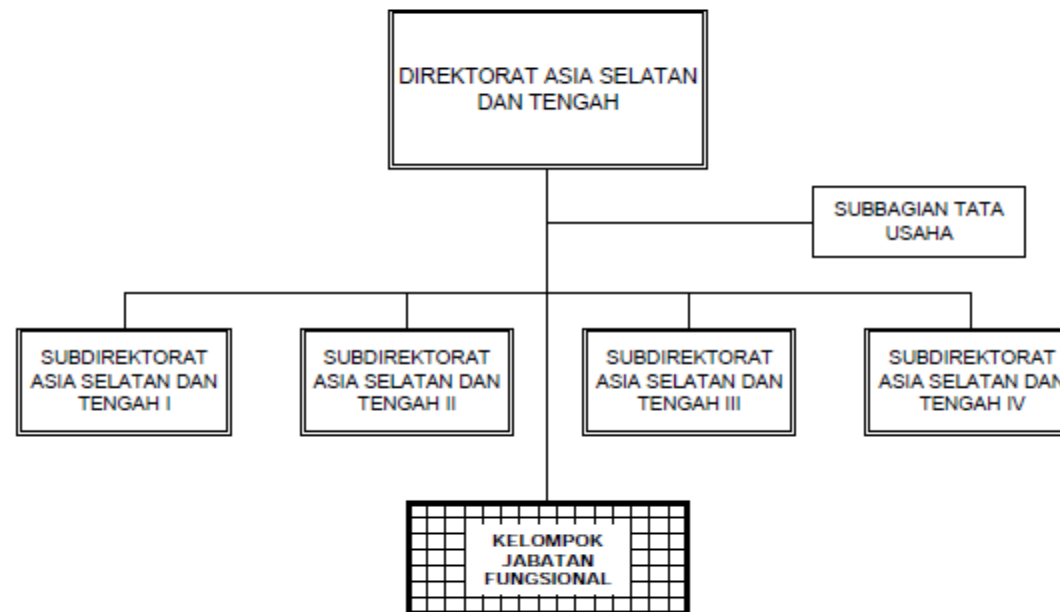 DIREKTORAT ASIA SELATAN
DAN TENGAH
SUBBAGIAN TATA
USAHA
SUBDIREKTORAT
ASIA SELATAN DAN
TENGAH I
SUBDIREKTORAT
ASIA SELATAN DAN
TENGAH II
SUBDIREKTORAT
ASIA SELATAN DAN
TENGAH III
SUBDIREKTORAT
ASIA SELATAN DAN
TENGAH IV
KELOMPOK
JABATAN
FUNGSIONAL